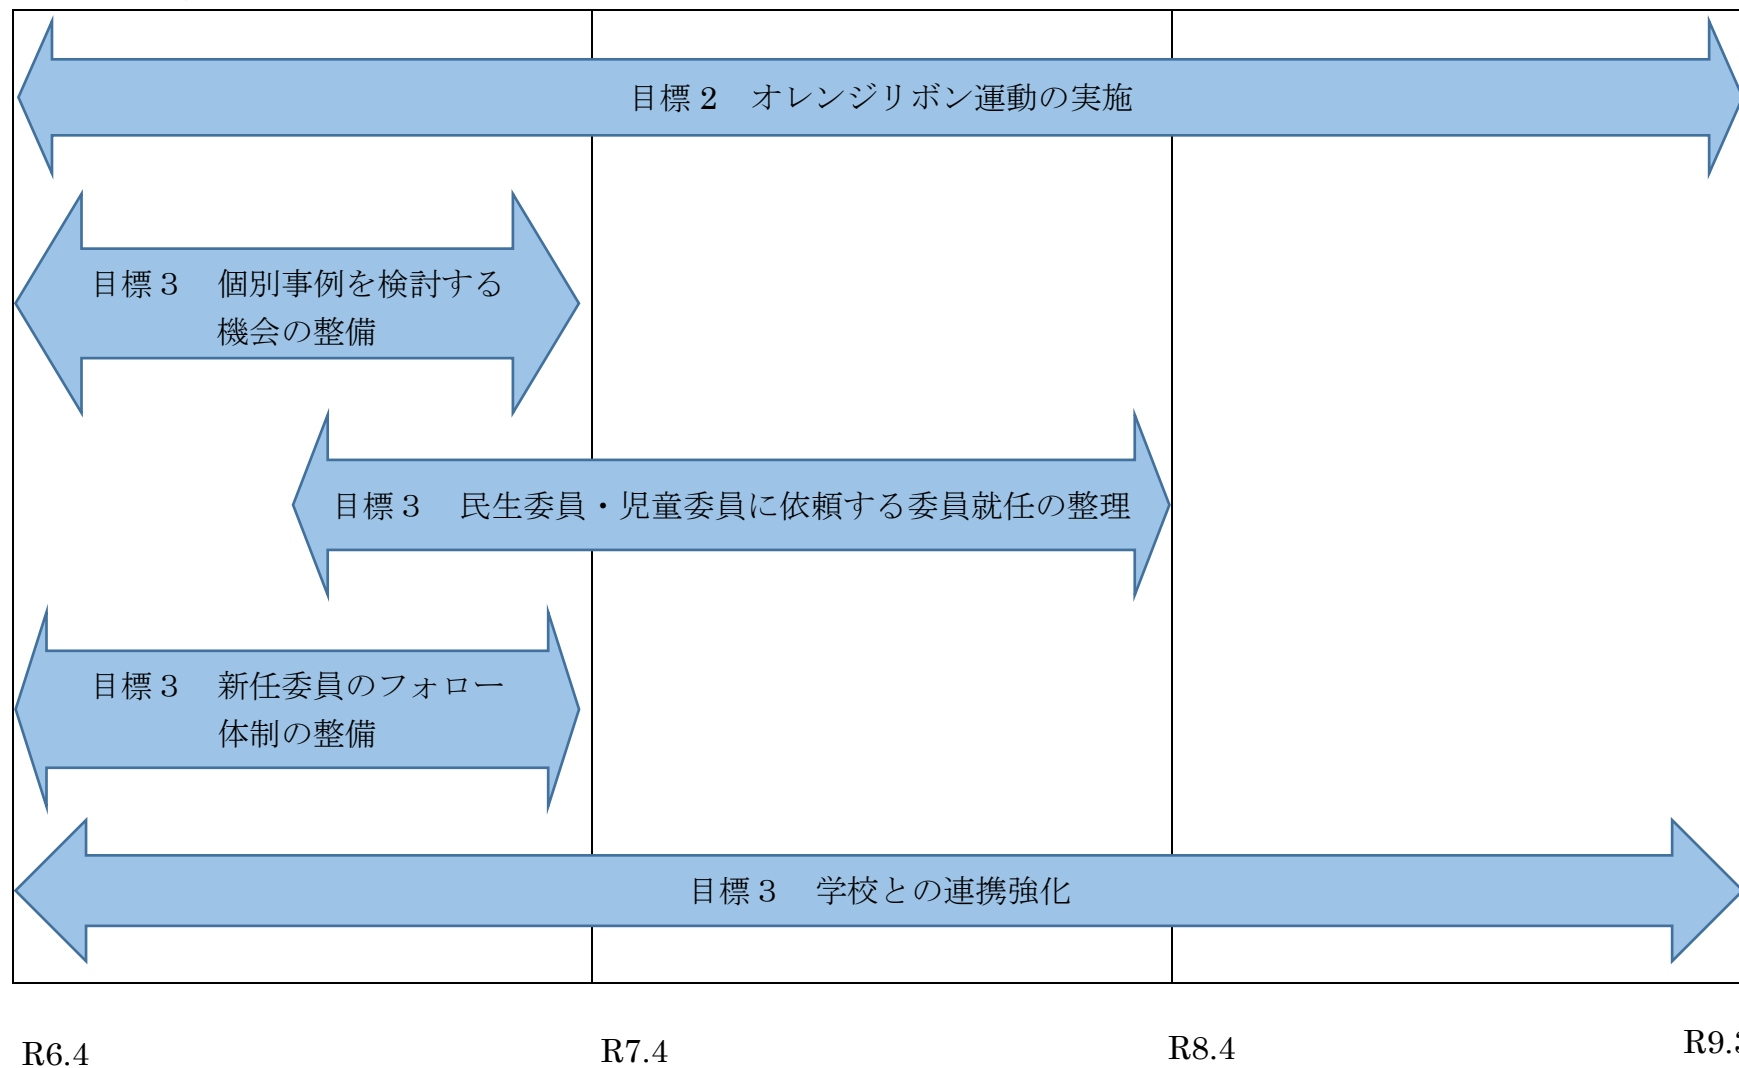 目標２　オレンジリボン運動の実施
目標３　個別事例を検討する
機会の整備
目標３　民生委員・児童委員に依頼する委員就任の整理
目標３　新任委員のフォロー
体制の整備
目標３　学校との連携強化
R6.4
R7.4
R8.4
R9.